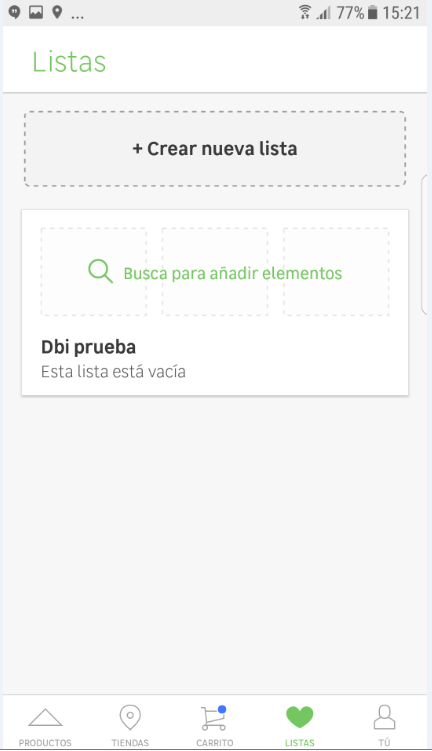 ... 77% 15:21
Listas
+ Crear nueva lista
Busca para añadir elementos
Dbi prueba
Esta lista está vacía
PRODUCTOS TIENDAS CARRITO LISTAS TÚ